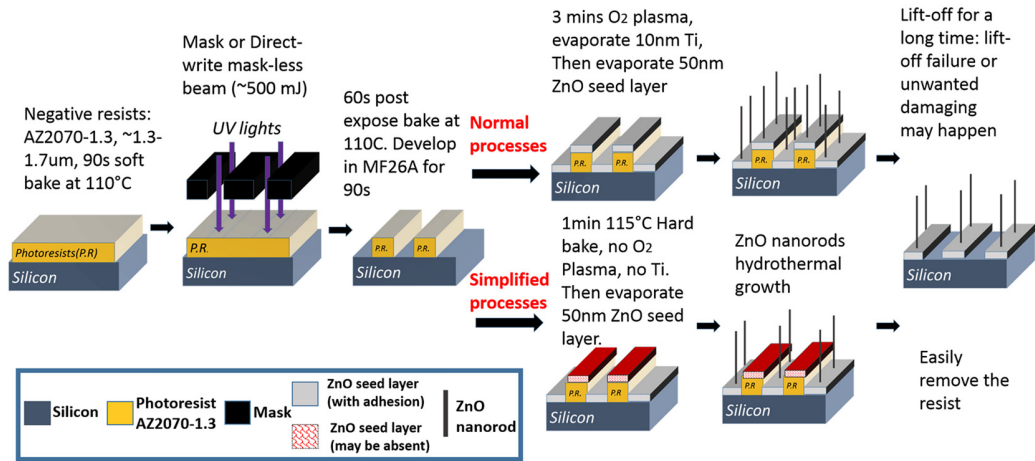 Negative resists:
AZ2070-1.3, ~1.3-
1.7um, 90s soft
bake at 110°C
Photoresists(P.R)
Silicon
Mask or Direct-
write mask-less
beam (~500 mJ)
UV lights
P.R.
Silicon
60s post
expose bake at
110C. Develop
in MF26A for
90s
P.R.
P.R.
Silicon
Normal
processes
3 mins O2 plasma,
evaporate 10nm Ti,
Then evaporate 50nm
ZnO seed layer
P.R.
P.R.
Silicon
P.R.
P.R.
Silicon
Lift-off for a
long time: lift-
off failure or
unwanted
damaging
may happen
Simplified
processes
1min 115°C Hard
bake, no O2
Plasma, no Ti.
Then evaporate
50nm ZnO seed
layer.
P.R.
P.R.
Silicon
ZnO nanorods
hydrothermal
growth
P.R
P.R
Silicon
Silicon
Easily
remove the
resist
Silicon
Photoresist
AZ2070-1.3
Mask
ZnO seed layer
(with adhesion)
ZnO seed layer
(may be absent)
ZnO
nanorod